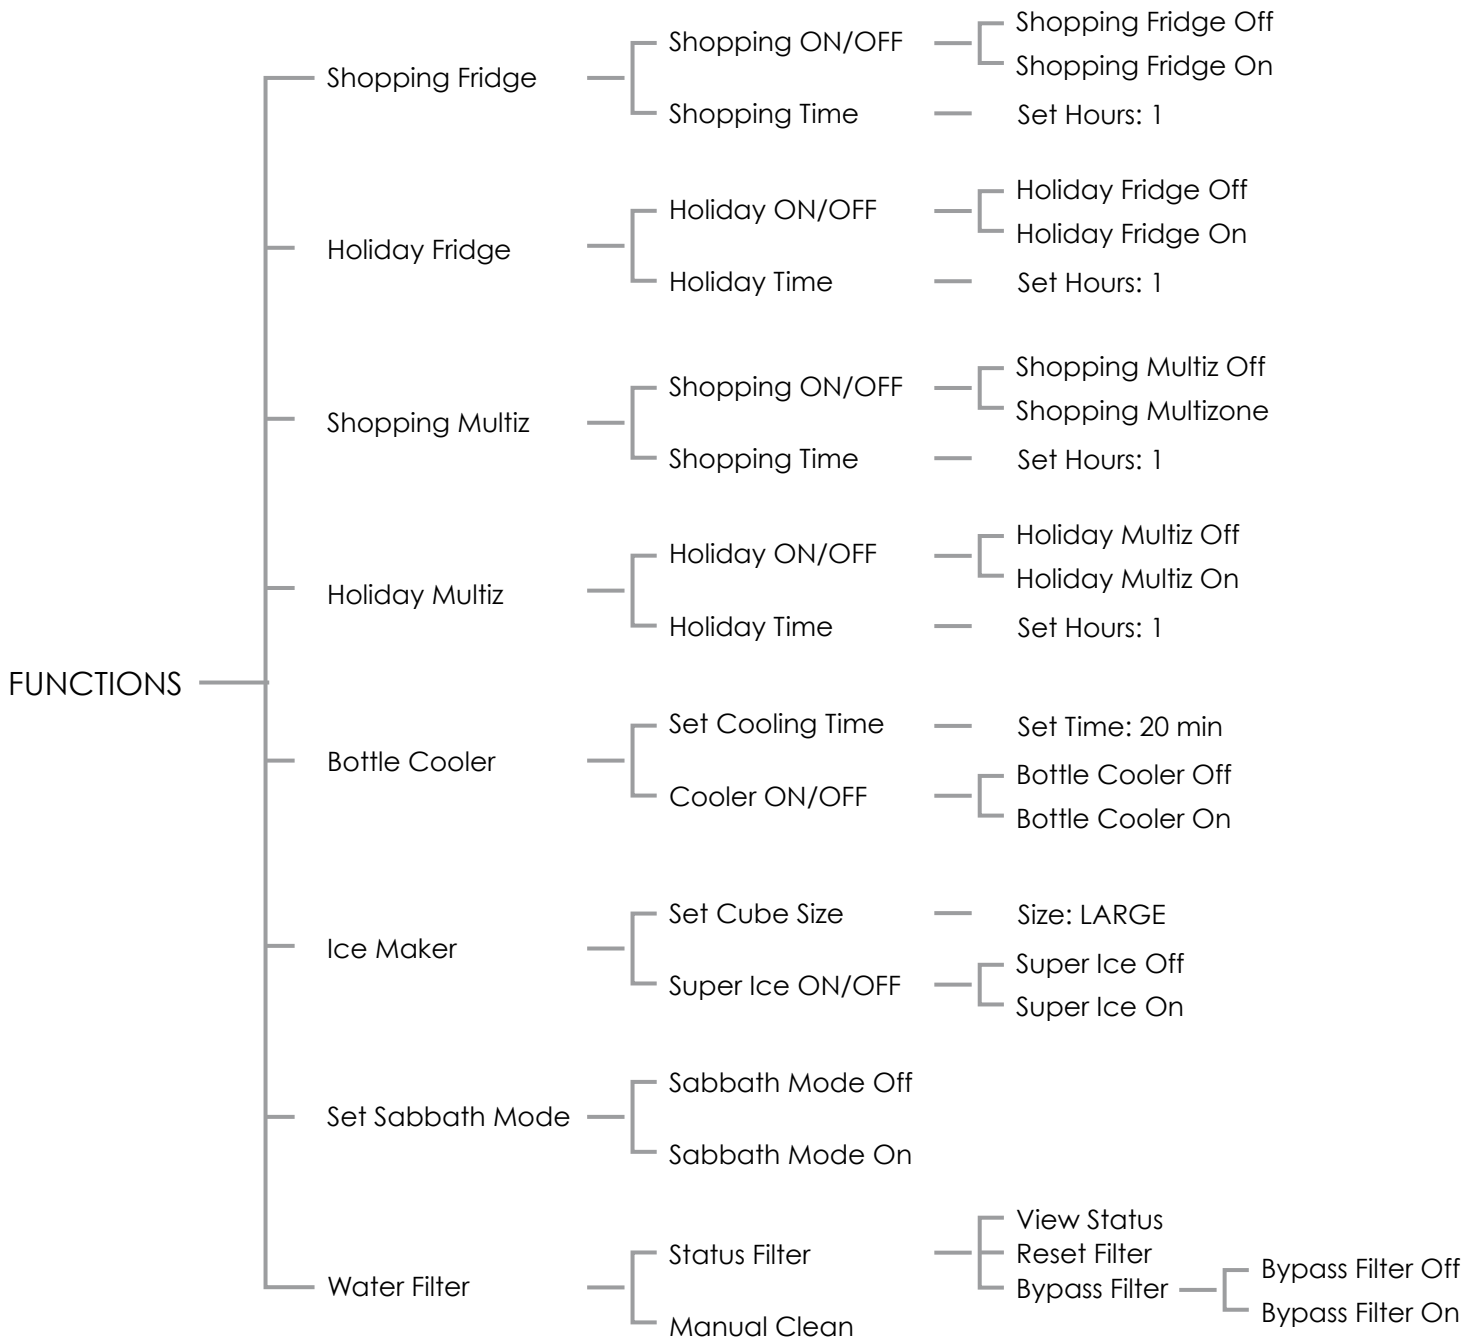 FUNCTIONS
Shopping Fridge
Shopping ON/OFF
Shopping Fridge Off
Shopping Fridge On
Shopping Time
Set Hours: 1
Holiday Fridge
Holiday ON/OFF
Holiday Fridge Off
Holiday Fridge On
Holiday Time
Set Hours: 1
Shopping Multiz
Shopping ON/OFF
Shopping Multiz Off
Shopping Multizone
Shopping Time
Set Hours: 1
Holiday Multiz
Holiday ON/OFF
Holiday Multiz Off
Holiday Multiz On
Holiday Time
Set Hours: 1
Bottle Cooler
Set Cooling Time
Set Time: 20 min
Cooler ON/OFF
Bottle Cooler Off
Bottle Cooler On
Ice Maker
Set Cube Size
Size: LARGE
Super Ice ON/OFF
Super Ice Off
Super Ice On
Set Sabbath Mode
Sabbath Mode Off
Sabbath Mode On
Water Filter
Status Filter
View Status
Reset Filter
Bypass Filter
Bypass Filter Off
Bypass Filter On
Manual Clean